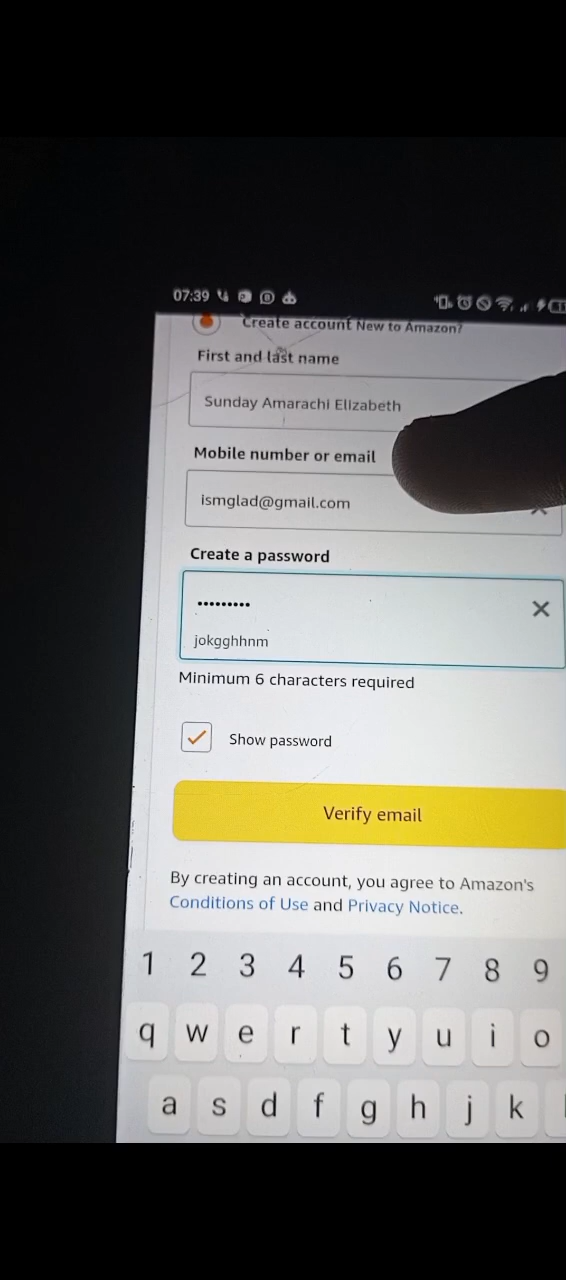 07:39
Create account New to Amazon?
First and last name
Sunday Amarachi Elizabeth
Mobile number or email
ismglad@gmail.com
Create a password
•••••••••
jokgghhnm
Minimum 6 characters required
Show password
Verify email
By creating an account, you agree to Amazon's
Conditions of Use and Privacy Notice.
1 2 3 4 5 6 7 8 9
q w e r t y u i o
a s d f g h j k